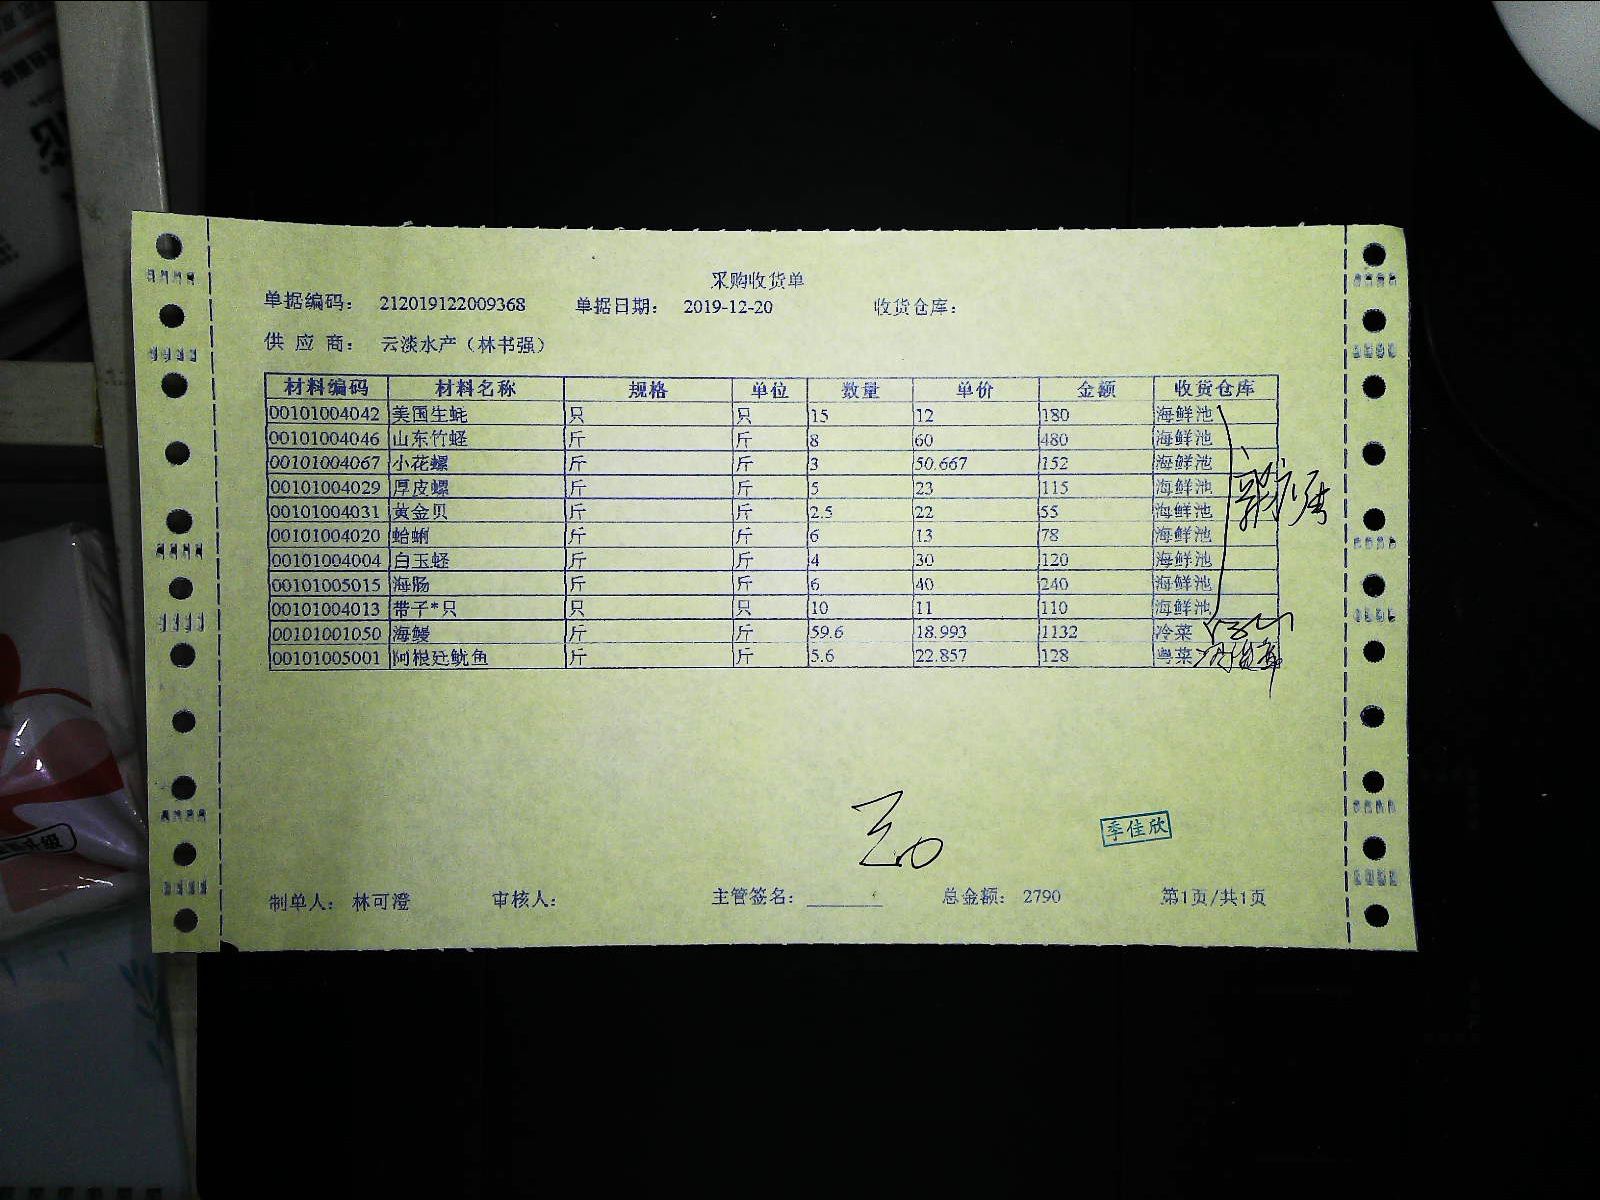 采购收货单
单据编码： 212019122009368 单据日期： 2019-12-20 收货仓库：
供 应 商： 云淡水产（林书强）
材料编码 材料名称 规格 单位 数量 单价 金额 收货仓库
00101004042 美国生蚝 只 只 15 12 180 海鲜池
00101004046 山东竹蛏 斤 斤 8 60 480 海鲜池
00101004067 小花螺 斤 斤 3 50.667 152 海鲜池
00101004029 厚皮螺 斤 斤 5 23 115 海鲜池
00101004031 黄金贝 斤 斤 2.5 22 55 海鲜池
00101004020 蛤蜊 斤 斤 6 13 78 海鲜池
00101004004 白玉蛏 斤 斤 4 30 120 海鲜池
00101005015 海肠 斤 斤 6 40 240 海鲜池
00101004013 带子*只 只 只 10 11 110 海鲜池
00101001050 海鳗 斤 斤 59.6 18.993 1132 冷菜
00101005001 阿根廷鱿鱼 斤 斤 5.6 22.857 128 粤菜
季佳欣
制单人： 林可澄 审核人： 主管签名： 总金额： 2790 第1页/共1页